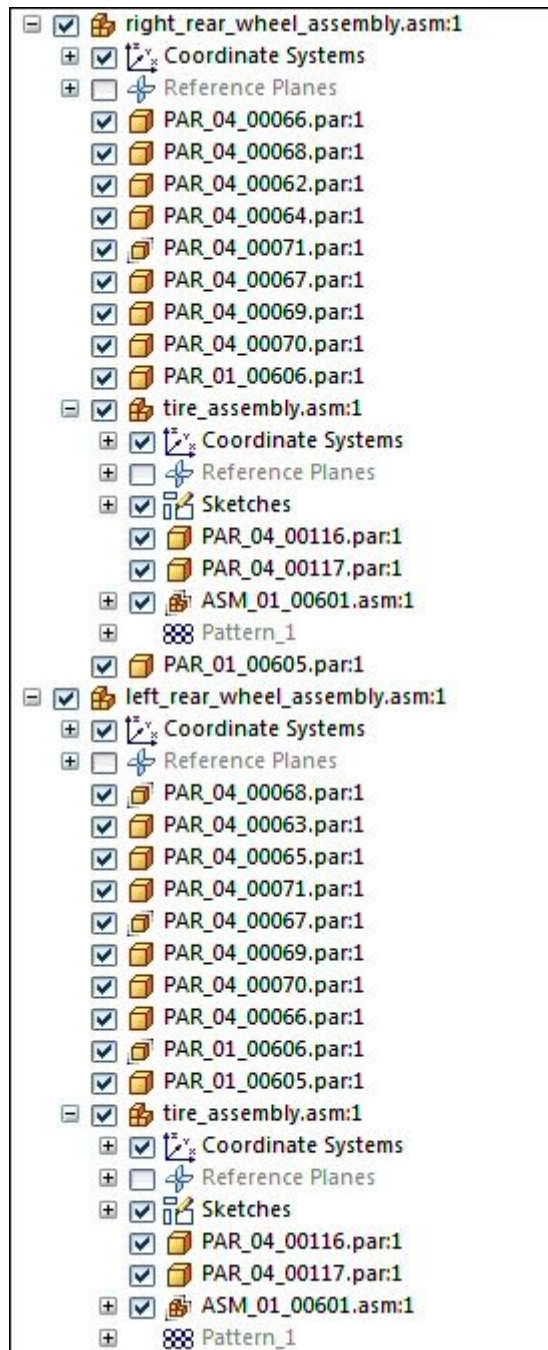 right_rear_wheel_assembly.asm:1
Coordinate Systems
Reference Planes
PAR_04_00066.par:1
PAR_04_00068.par:1
PAR_04_00062.par:1
PAR_04_00064.par:1
PAR_04_00071.par:1
PAR_04_00067.par:1
PAR_04_00069.par:1
PAR_04_00070.par:1
PAR_01_00606.par:1
tire_assembly.asm:1
Coordinate Systems
Reference Planes
Sketches
PAR_04_00116.par:1
PAR_04_00117.par:1
ASM_01_00601.asm:1
Pattern_1
PAR_01_00605.par:1
left_rear_wheel_assembly.asm:1
Coordinate Systems
Reference Planes
PAR_04_00068.par:1
PAR_04_00063.par:1
PAR_04_00065.par:1
PAR_04_00071.par:1
PAR_04_00067.par:1
PAR_04_00069.par:1
PAR_04_00070.par:1
PAR_04_00066.par:1
PAR_01_00606.par:1
PAR_01_00605.par:1
tire_assembly.asm:1
Coordinate Systems
Reference Planes
Sketches
PAR_04_00116.par:1
PAR_04_00117.par:1
ASM_01_00601.asm:1
Pattern_1